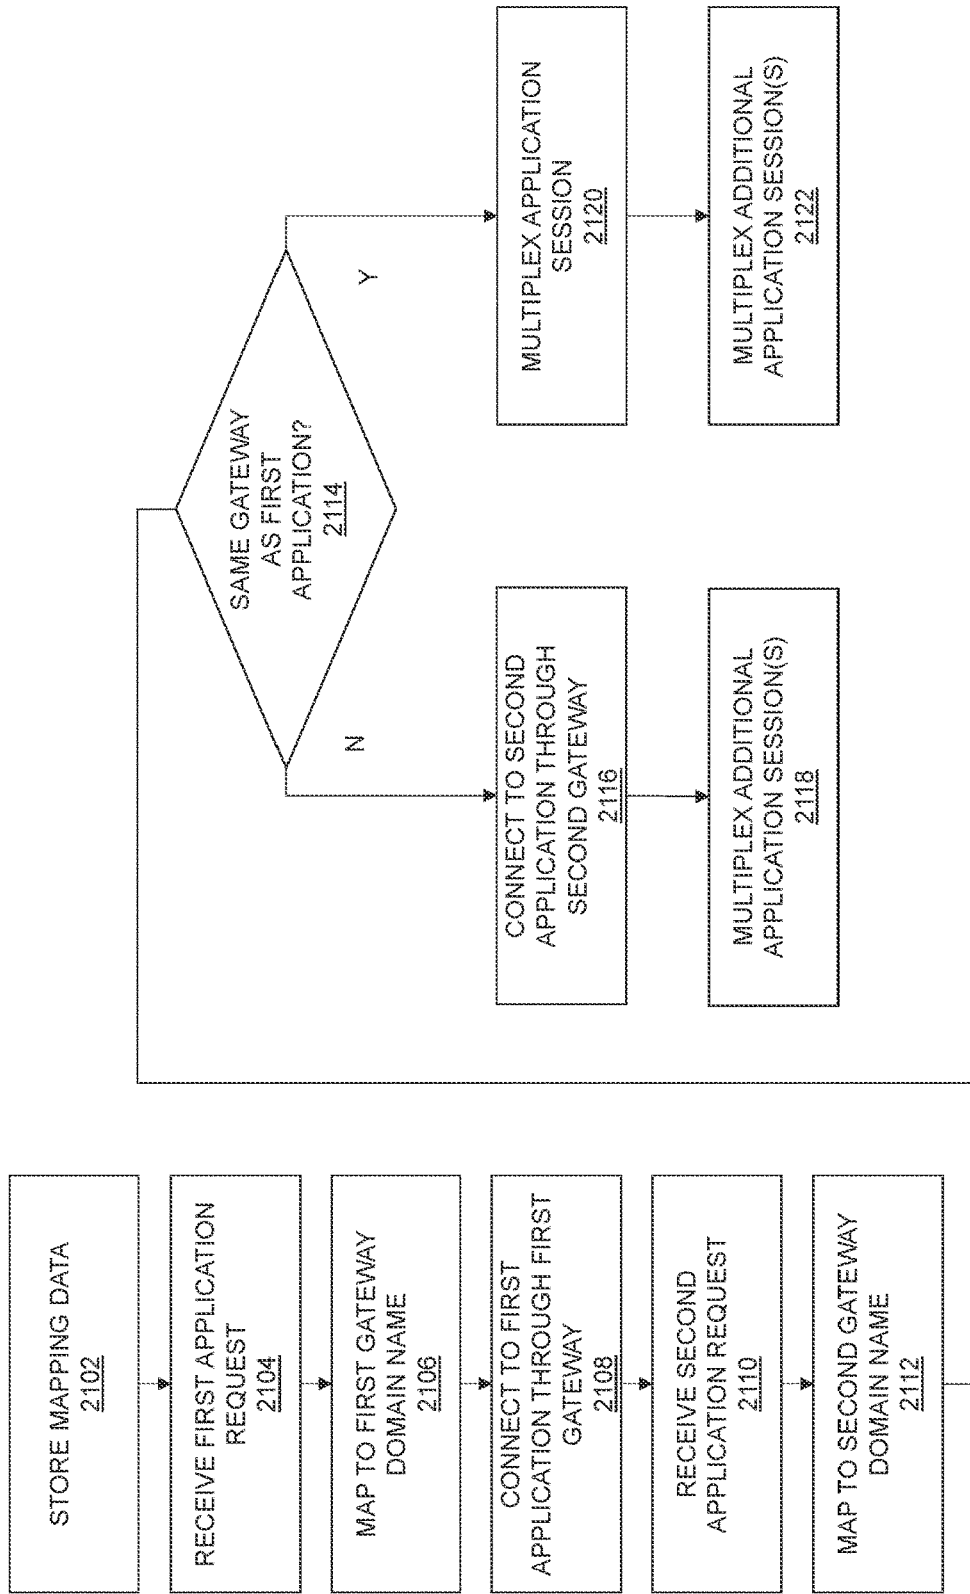 STORE MAPPING DATA
2102
RECEIVE FIRST APPLICATION
REQUEST
2104
MAP TO FIRST GATEWAY
DOMAIN NAME
2106
CONNECT TO FIRST
APPLICATION THROUGH FIRST
GATEWAY
2108
RECEIVE SECOND
APPLICATION REQUEST
2110
MAP TO SECOND GATEWAY
DOMAIN NAME
2112
SAME GATEWAY
AS FIRST
APPLICATION?
2114
N
Y
CONNECT TO SECOND
APPLICATION THROUGH
SECOND GATEWAY
2116
MULTIPLEX ADDITIONAL
APPLICATION SESSION(S)
2118
MULTIPLEX APPLICATION
SESSION
2120
MULTIPLEX ADDITIONAL
APPLICATION SESSION(S)
2122